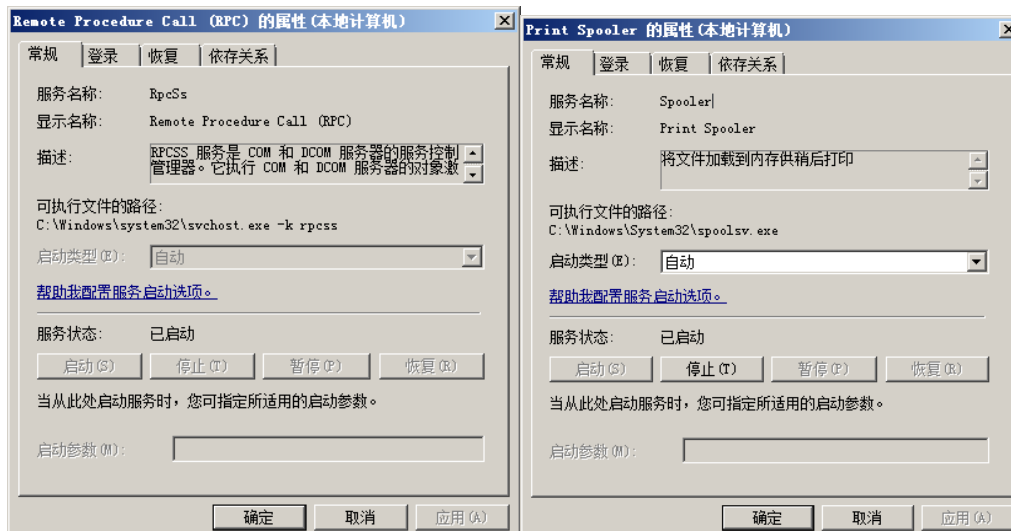 Remote Procedure Call (RPC) 的属性(本地计算机)
常规
登录
恢复
依存关系
服务名称:
RpcSs
显示名称:
Remote Procedure Call (RPC)
描述:
RPCSS 服务是 COM 和 DCOM 服务器的服务控制
管理器。它执行 COM 和 DCOM 服务器的对象激
可执行文件的路径:
C:\Windows\system32\svchost.exe -k rpcss
启动类型(E):
自动
帮助我配置服务启动选项。
服务状态:
已启动
启动(S)
停止(T)
暂停(P)
恢复(R)
当从此处启动服务时，您可指定所适用的启动参数。
启动参数(M):
确定
取消
应用(A)
Print Spooler 的属性(本地计算机)
常规
登录
恢复
依存关系
服务名称:
Spooler
显示名称:
Print Spooler
描述:
将文件加载到内存供稍后打印
可执行文件的路径:
C:\Windows\System32\spoolsv.exe
启动类型(E):
自动
帮助我配置服务启动选项。
服务状态:
已启动
启动(S)
停止(T)
暂停(P)
恢复(R)
当从此处启动服务时，您可指定所适用的启动参数。
启动参数(M):
确定
取消
应用(A)